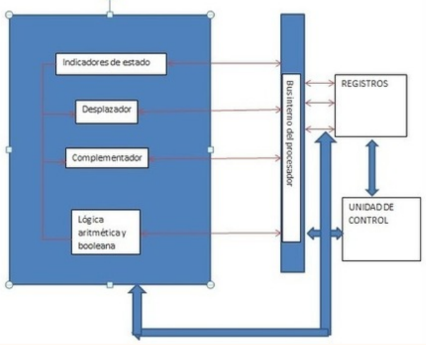 Indicadores de estado
Desplazador
Complementador
Lógica
aritmética y
booleana
Bus interno del procesador
REGISTROS
UNIDAD DE
CONTROL